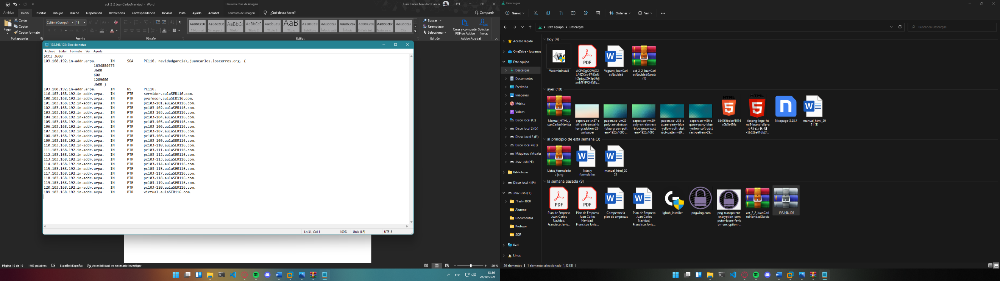 act_2_2_JuanCarlosNavidad - Word
Herramientas de imagen
Juan Carlos Navidad García
Archivo Inicio Insertar Dibujar Diseño Disposición Referencias Correspondencia Revisar Vista Ayuda Acrobat Formato de imagen ¿Qué desea hacer? Compartir
Pegar
Cortar
Copiar
Copiar formato
Portapapeles
Calibri (Cuerpo) 11
Fuente
Párrafo
AaBbCcDc AaBbCcDc AaBbCc AaBbCcD AaBbCcDc AaB AaBbCcD AaBbCcDc AaBbCcDc AaBbCcDc AaBbCcDc AaBbCcDc
¶ Normal Sin espaci... Título 1 Título 2 Título 3 Título Subtítulo Énfasis sutil Énfasis Énfasis int... Texto en n... Cita
Estilos
Buscar
Reemplazar
Seleccionar
Edición
Crear y compartir PDF de Adobe
Solicitar firmas
Adobe Acrobat
192.168.103: Bloc de notas
Archivo Editar Formato Ver Ayuda
$ttl 3600
103.168.192.in-addr.arpa. IN SOA PC116. navidadgarcia\.juancarlos.loscerros.org. (
1634884675
3600
600
1209600
3600 )
103.168.192.in-addr.arpa. IN NS PC116.
116.103.168.192.in-addr.arpa. IN PTR servidor.aulaSER116.com.
100.103.168.192.in-addr.arpa. IN PTR profesor.aulaSER116.com.
101.103.168.192.in-addr.arpa. IN PTR pc103-101.aulaSER116.com.
102.103.168.192.in-addr.arpa. IN PTR pc103-102.aulaSER116.com.
103.103.168.192.in-addr.arpa. IN PTR pc103-103.aulaSER116.com.
104.103.168.192.in-addr.arpa. IN PTR pc103-104.aulaSER116.com.
105.103.168.192.in-addr.arpa. IN PTR pc103-105.aulaSER116.com.
106.103.168.192.in-addr.arpa. IN PTR pc103-106.aulaSER116.com.
107.103.168.192.in-addr.arpa. IN PTR pc103-107.aulaSER116.com.
108.103.168.192.in-addr.arpa. IN PTR pc103-108.aulaSER116.com.
109.103.168.192.in-addr.arpa. IN PTR pc103-109.aulaSER116.com.
110.103.168.192.in-addr.arpa. IN PTR pc103-110.aulaSER116.com.
111.103.168.192.in-addr.arpa. IN PTR pc103-111.aulaSER116.com.
112.103.168.192.in-addr.arpa. IN PTR pc103-112.aulaSER116.com.
113.103.168.192.in-addr.arpa. IN PTR pc103-113.aulaSER116.com.
114.103.168.192.in-addr.arpa. IN PTR pc103-114.aulaSER116.com.
115.103.168.192.in-addr.arpa. IN PTR pc103-115.aulaSER116.com.
117.103.168.192.in-addr.arpa. IN PTR pc103-117.aulaSER116.com.
118.103.168.192.in-addr.arpa. IN PTR pc103-118.aulaSER116.com.
119.103.168.192.in-addr.arpa. IN PTR pc103-119.aulaSER116.com.
120.103.168.192.in-addr.arpa. IN PTR pc103-120.aulaSER116.com.
189.103.168.192.in-addr.arpa. IN PTR virtual.aulaSER116.com.
Ln 31, Col 1 100% Unix (LF) UTF-8
Página 16 de 19 1403 palabras Español (España) Accesibilidad: es necesario investigar 120 %
ESP
13:56
28/10/2021
Descargas
Nuevo Ordenar Ver
Este equipo > Descargas
Buscar en Descargas
Acceso rápido
OneDrive - loscerros
Este equipo
Descargas
Documentos
Escritorio
Imágenes
Música
Vídeos
Disco local (C:)
Disco local 2 (D:)
Disco Local 3 (E:)
Disco local 4 (F:)
Máquinas Virtuales
Jnav-usb (H:)
Bibliotecas
Disco local 4 (F:)
Jnav-usb (H:)
.Trash-1000
Alumno
Documentos
Profesor
SOR
Red
Linux
hoy (4)
WebminInstall
PDF
Vagrant_JuanCarlosNavidad
act_2_2_JuanCarlosNavidadGarcía (1)
ayer (10)
Manual_HTML_JuanCarlosNavidad
papers.co-sn87-soft-pink-pastel-blur-gradation-29-wallpaper
papers.co-vm29-poly-art-abstract-blue-green-pattern-1920x1080 ...
papers.co-vm29-poly-art-abstract-blue-green-pattern-1920x1080
papers.co-vl36-square-party-blue-yellow-soft-abstract-pattern-29...
papers.co-vl36-square-party-blue-yellow-soft-abstract-pattern-29...
HTML
5847f5bdcef1014c0b5e489c
HTML
Nicepage-3.28.7
manual_html_2021 (1)
al principio de esta semana (3)
Listas_formularios_jcng
listas y formularios
manual_html_2021
la semana pasada (9)
PDF
Plan de Empresa Juan Carlos Navidad, Francisco Javie...
PDF
Plan de Empresa Juan Carlos Navidad, Francisco Javie...
Competencia plan de empresas
Plan de Empresa Juan Carlos Navidad, Francisco Javie...
lghub_installer
pngwing.com
png-transparent-encryption-computer-icons-favicon-encryption-...
act_2_2_JuanCarlosNavidadGarcía
192.168.103
26 elementos 1 elemento seleccionado 1,52 KB